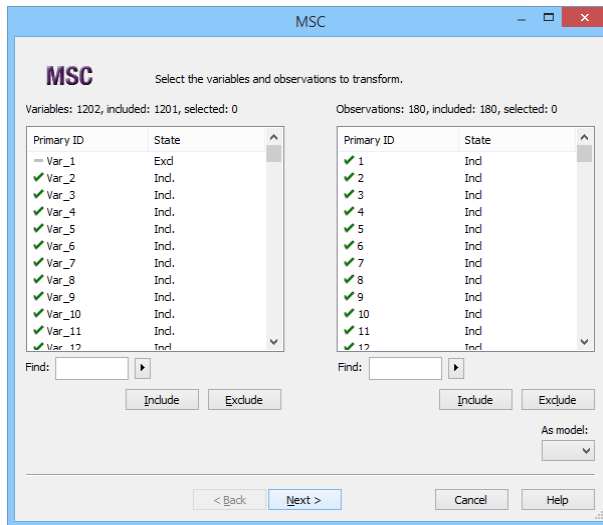 MSC
MSC
Select the variables and observations to transform.
Variables: 1202, included: 1201, selected: 0
Observations: 180, included: 180, selected: 0
Primary ID State
Var_1 Excl
Var_2 Incl.
Var_3 Incl.
Var_4 Incl.
Var_5 Incl.
Var_6 Incl.
Var_7 Incl.
Var_8 Incl.
Var_9 Incl.
Var_10 Incl.
Var_11 Incl.
Var_12 Incl.
Primary ID State
1 Incl
2 Incl
3 Incl
4 Incl
5 Incl
6 Incl
7 Incl
8 Incl
9 Incl
10 Incl
11 Incl
12 Incl
Find:
Find:
Include Exclude
Include Exclude
As model:
< Back Next > Cancel Help